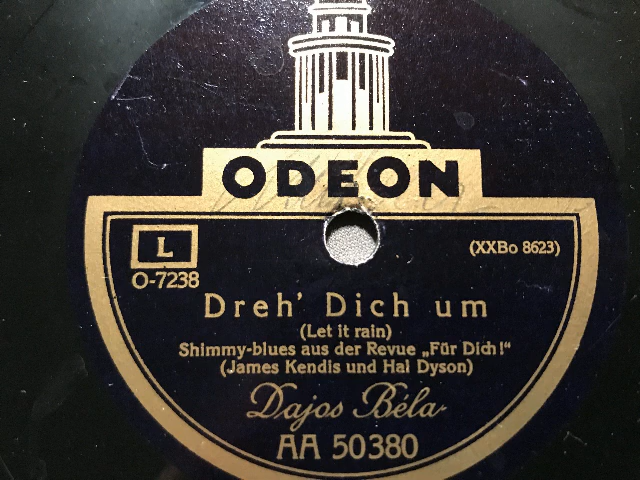 ODEON
L
O-7238
(XXBo 8623)
Dreh' Dich um
(Let it rain)
Shimmy-blues aus der Revue „Für Dich!"
(James Kendis und Hal Dyson)
Dajos Béla
AA 50380